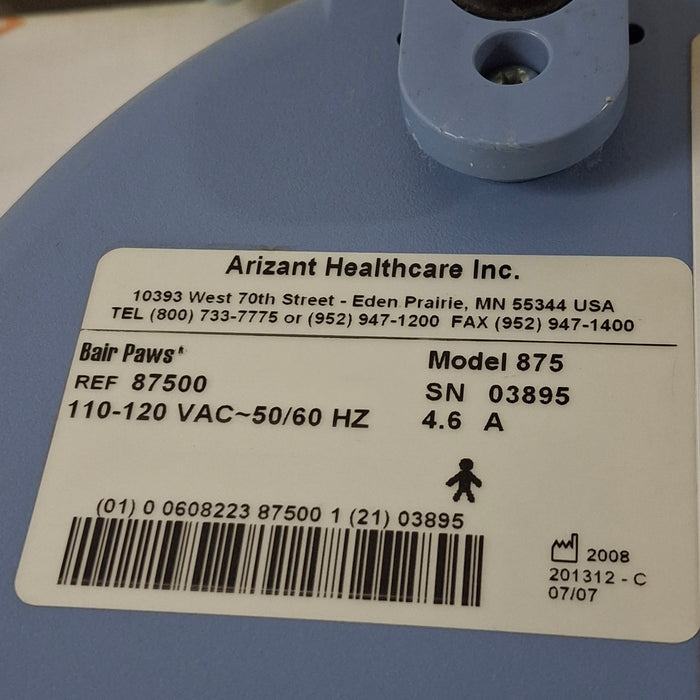 Arizant Healthcare Inc.
10393 West 70th Street - Eden Prairie, MN 55344 USA
TEL (800) 733-7775 or (952) 947-1200 FAX (952) 947-1400
Bair Paws®
Model 875
REF 87500
SN 03895
110-120 VAC~50/60 HZ
4.6 A
(01) 0 0608223 87500 1 (21) 03895
2008
201312 - C
07/07